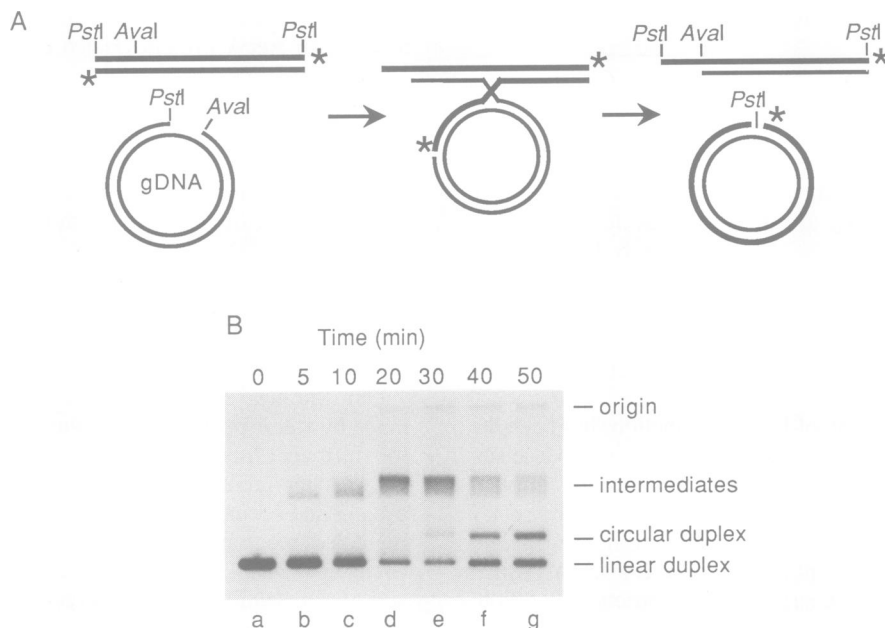 A
PstI AvaI PstI
*
*
PstI
AvaI
gDNA
*
*
PstI AvaI PstI
*
PstI
*
B
Time (min)
0 5 10 20 30 40 50
origin
intermediates
circular duplex
linear duplex
a b c d e f g